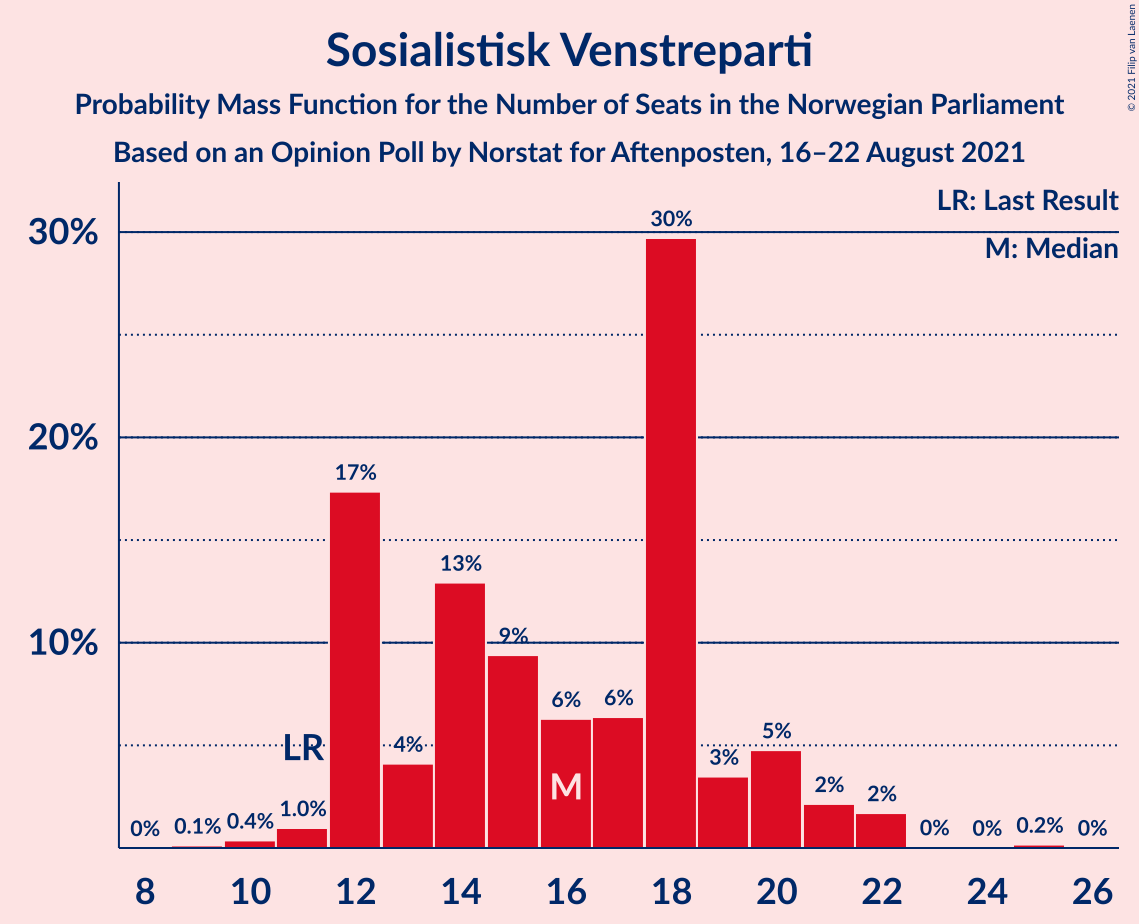 Sosialistisk Venstreparti
Probability Mass Function for the Number of Seats in the Norwegian Parliament
Based on an Opinion Poll by Norstat for Aftenposten, 16–22 August 2021
© 2021 Filip van Laenen
LR: Last Result
M: Median
30%
20%
10%
0%
0.1%
0.4%
1.0%
LR
17%
4%
13%
9%
6%
M
6%
30%
3%
5%
2%
2%
0%
0%
0.2%
0%
8 10 12 14 16 18 20 22 24 26